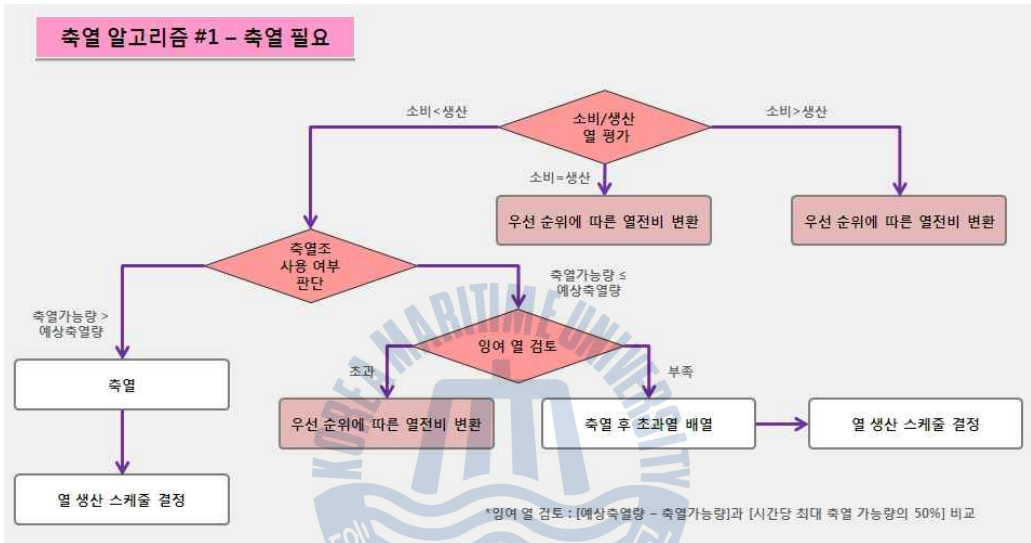 축열 알고리즘 #1 – 축열 필요
소비<생산
소비/생산
열 평가
소비>생산
소비=생산
우선 순위에 따른 열전비 변환
우선 순위에 따른 열전비 변환
축열조
사용 여부
판단
축열가능량 >
예상축열량
축열가능량 ≤
예상축열량
잉여 열 검토
축열
초과
부족
우선 순위에 따른 열전비 변환
축열 후 초과열 배열
열 생산 스케줄 결정
열 생산 스케줄 결정
*잉여 열 검토 : [예상축열량 – 축열가능량]과 [시간당 최대 축열 가능량의 50%] 비교
KOREA MARITIME UNIVERSITY